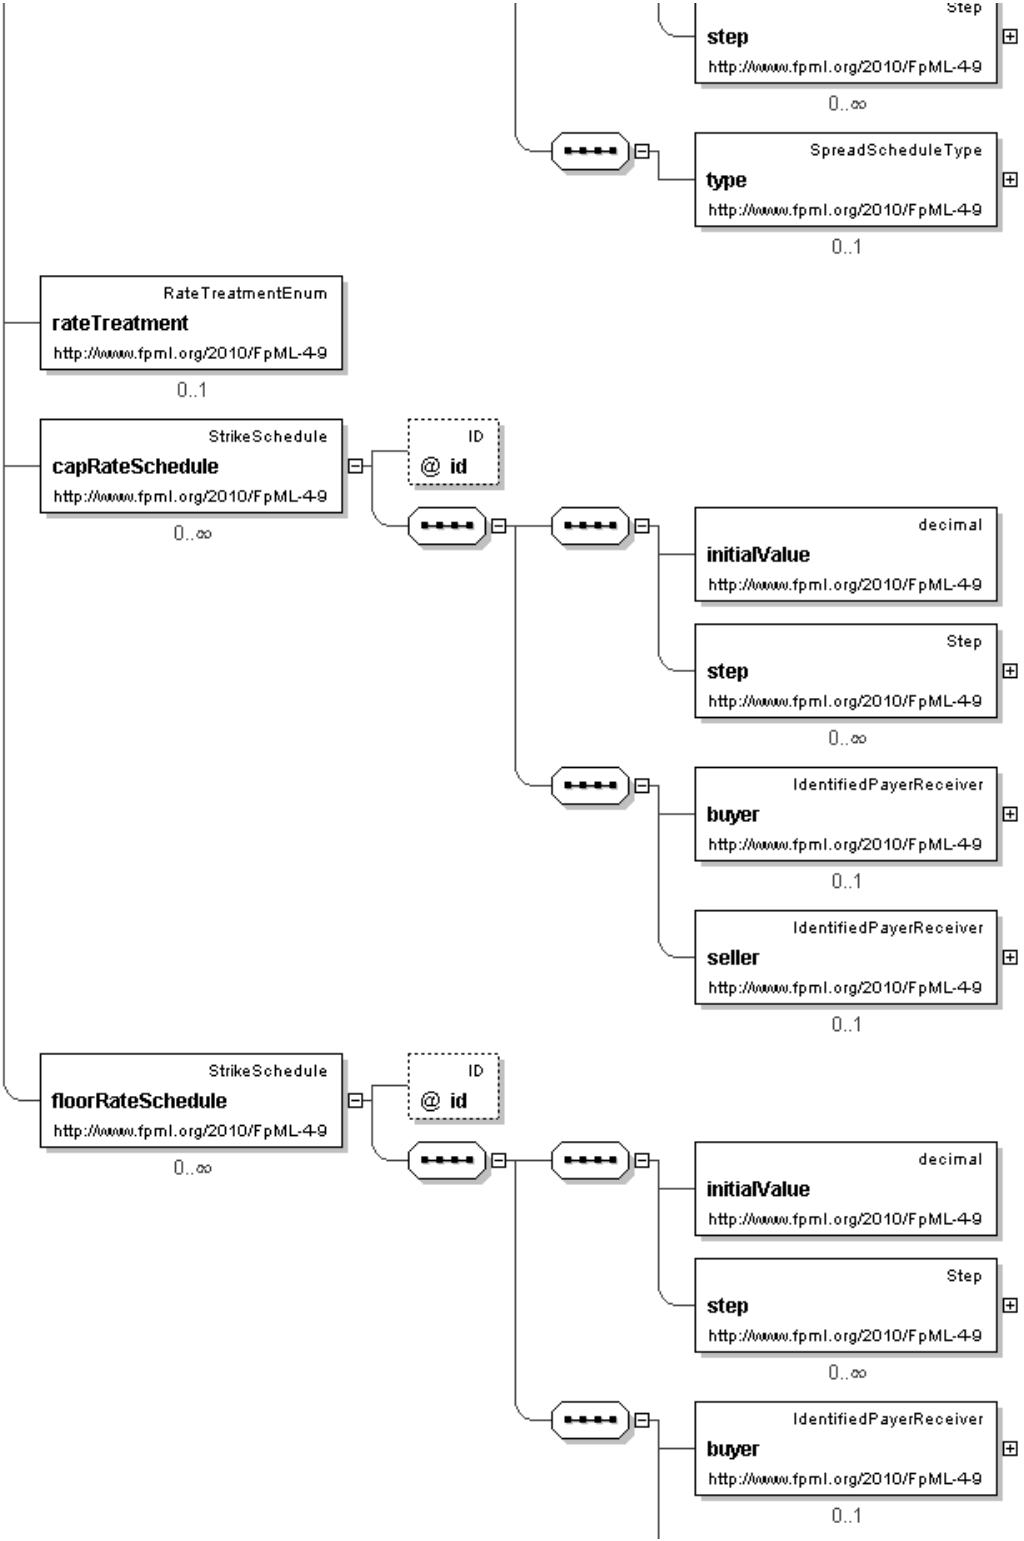 Step
step
http://www.fpml.org/2010/FpML-4-9
0..∞
SpreadScheduleType
type
http://www.fpml.org/2010/FpML-4-9
0..1
RateTreatmentEnum
rateTreatment
http://www.fpml.org/2010/FpML-4-9
0..1
StrikeSchedule
capRateSchedule
http://www.fpml.org/2010/FpML-4-9
0..∞
ID
@ id
decimal
initialValue
http://www.fpml.org/2010/FpML-4-9
Step
step
http://www.fpml.org/2010/FpML-4-9
0..∞
IdentifiedPayerReceiver
buyer
http://www.fpml.org/2010/FpML-4-9
0..1
IdentifiedPayerReceiver
seller
http://www.fpml.org/2010/FpML-4-9
0..1
StrikeSchedule
floorRateSchedule
http://www.fpml.org/2010/FpML-4-9
0..∞
ID
@ id
decimal
initialValue
http://www.fpml.org/2010/FpML-4-9
Step
step
http://www.fpml.org/2010/FpML-4-9
0..∞
IdentifiedPayerReceiver
buyer
http://www.fpml.org/2010/FpML-4-9
0..1